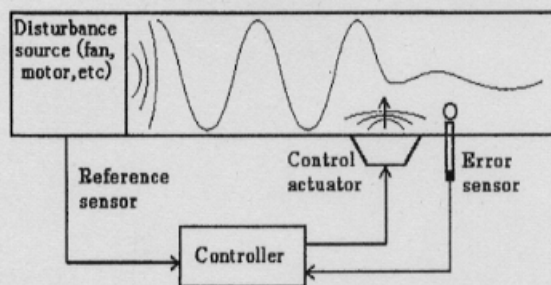 Disturbance
source (fan,
motor,etc)
Control
actuator
Error
sensor
Reference
sensor
Controller